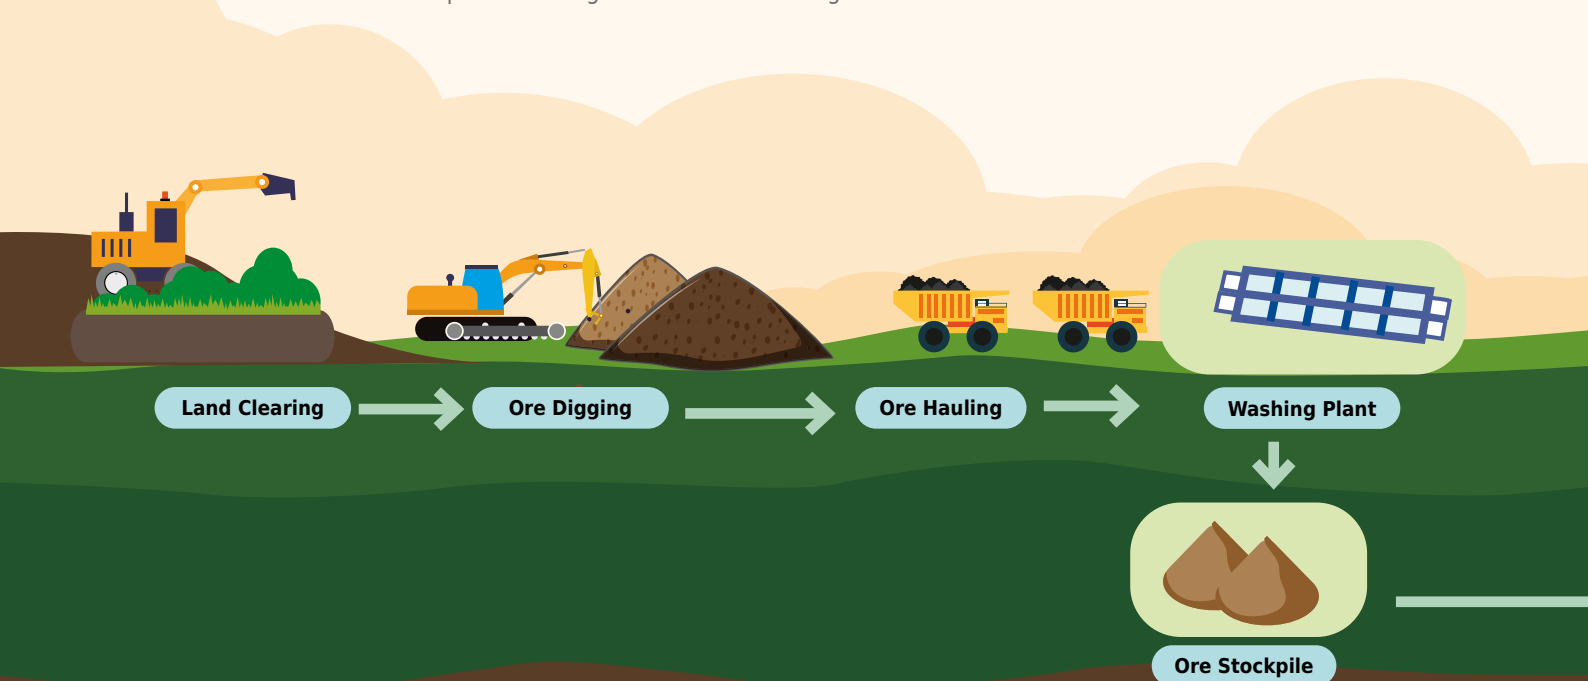 Land Clearing
Ore Digging
Ore Hauling
Washing Plant
Ore Stockpile